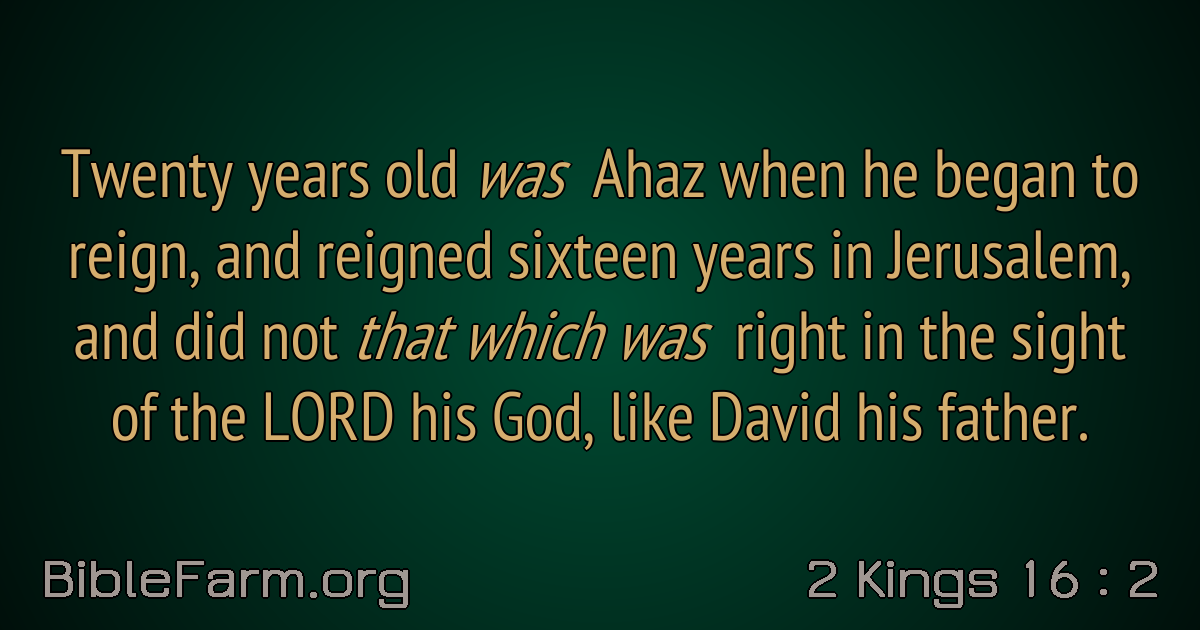 Twenty years old was Ahaz when he began to
reign, and reigned sixteen years in Jerusalem,
and did not that which was right in the sight
of the LORD his God, like David his father.
BibleFarm.org
2 Kings 16 : 2